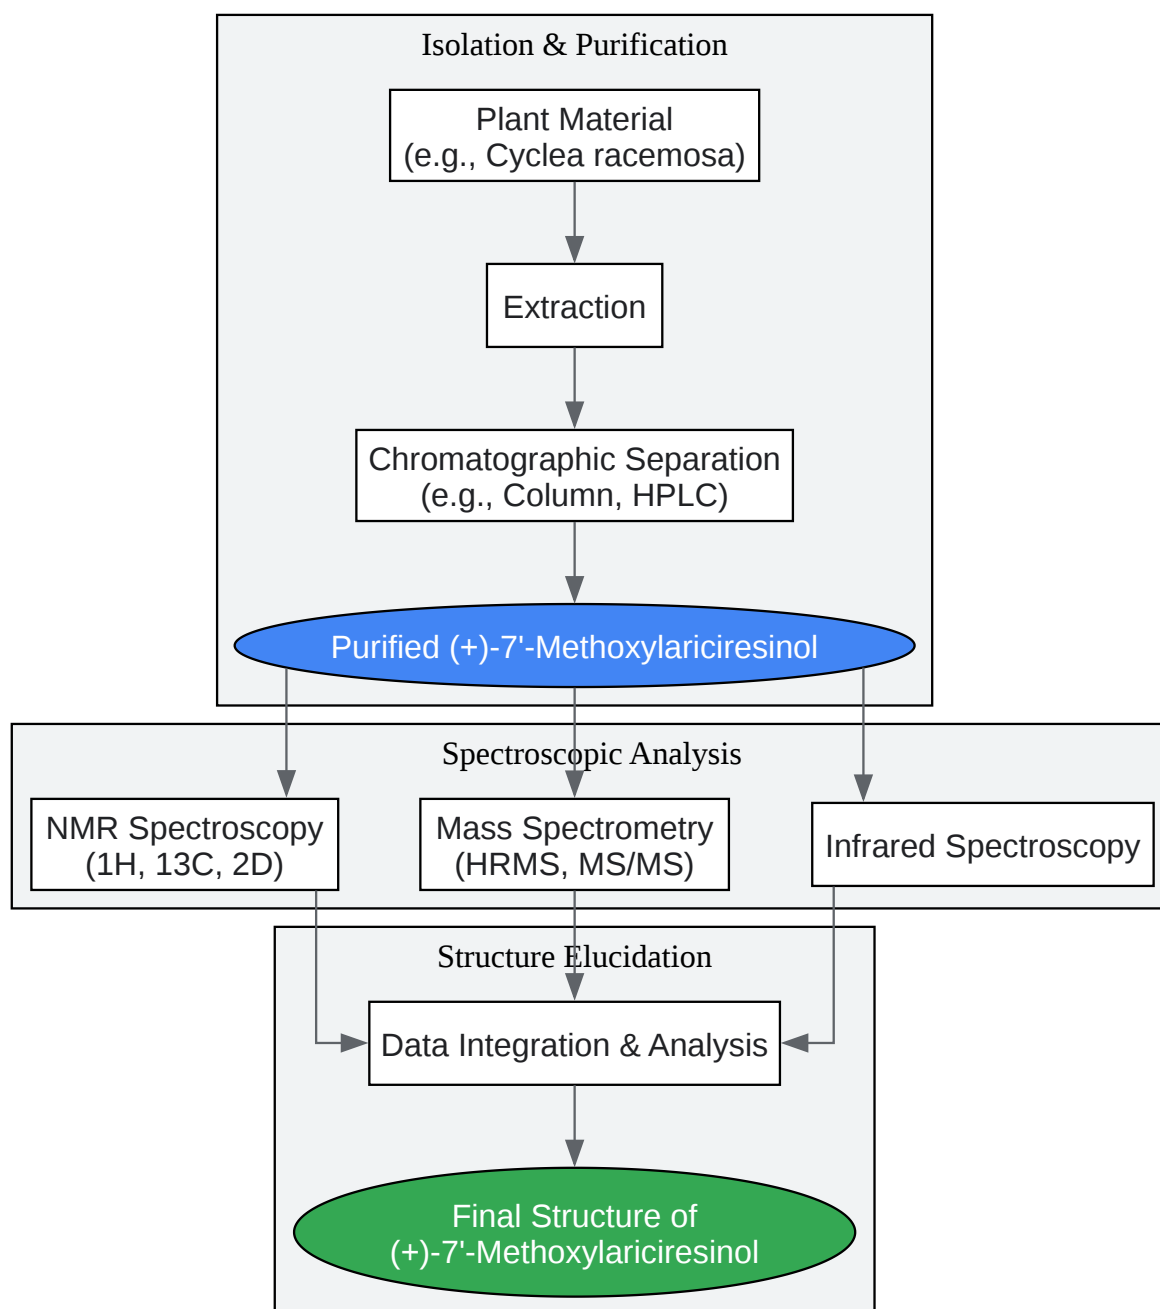 Isolation & Purification
Plant Material
(e.g., Cyclea racemosa)
Extraction
Chromatographic Separation
(e.g., Column, HPLC)
Purified (+)-7'-Methoxylariciresinol
Spectroscopic Analysis
NMR Spectroscopy
(1H, 13C, 2D)
Mass Spectrometry
(HRMS, MS/MS)
Infrared Spectroscopy
Structure Elucidation
Data Integration & Analysis
Final Structure of
(+)-7'-Methoxylariciresinol